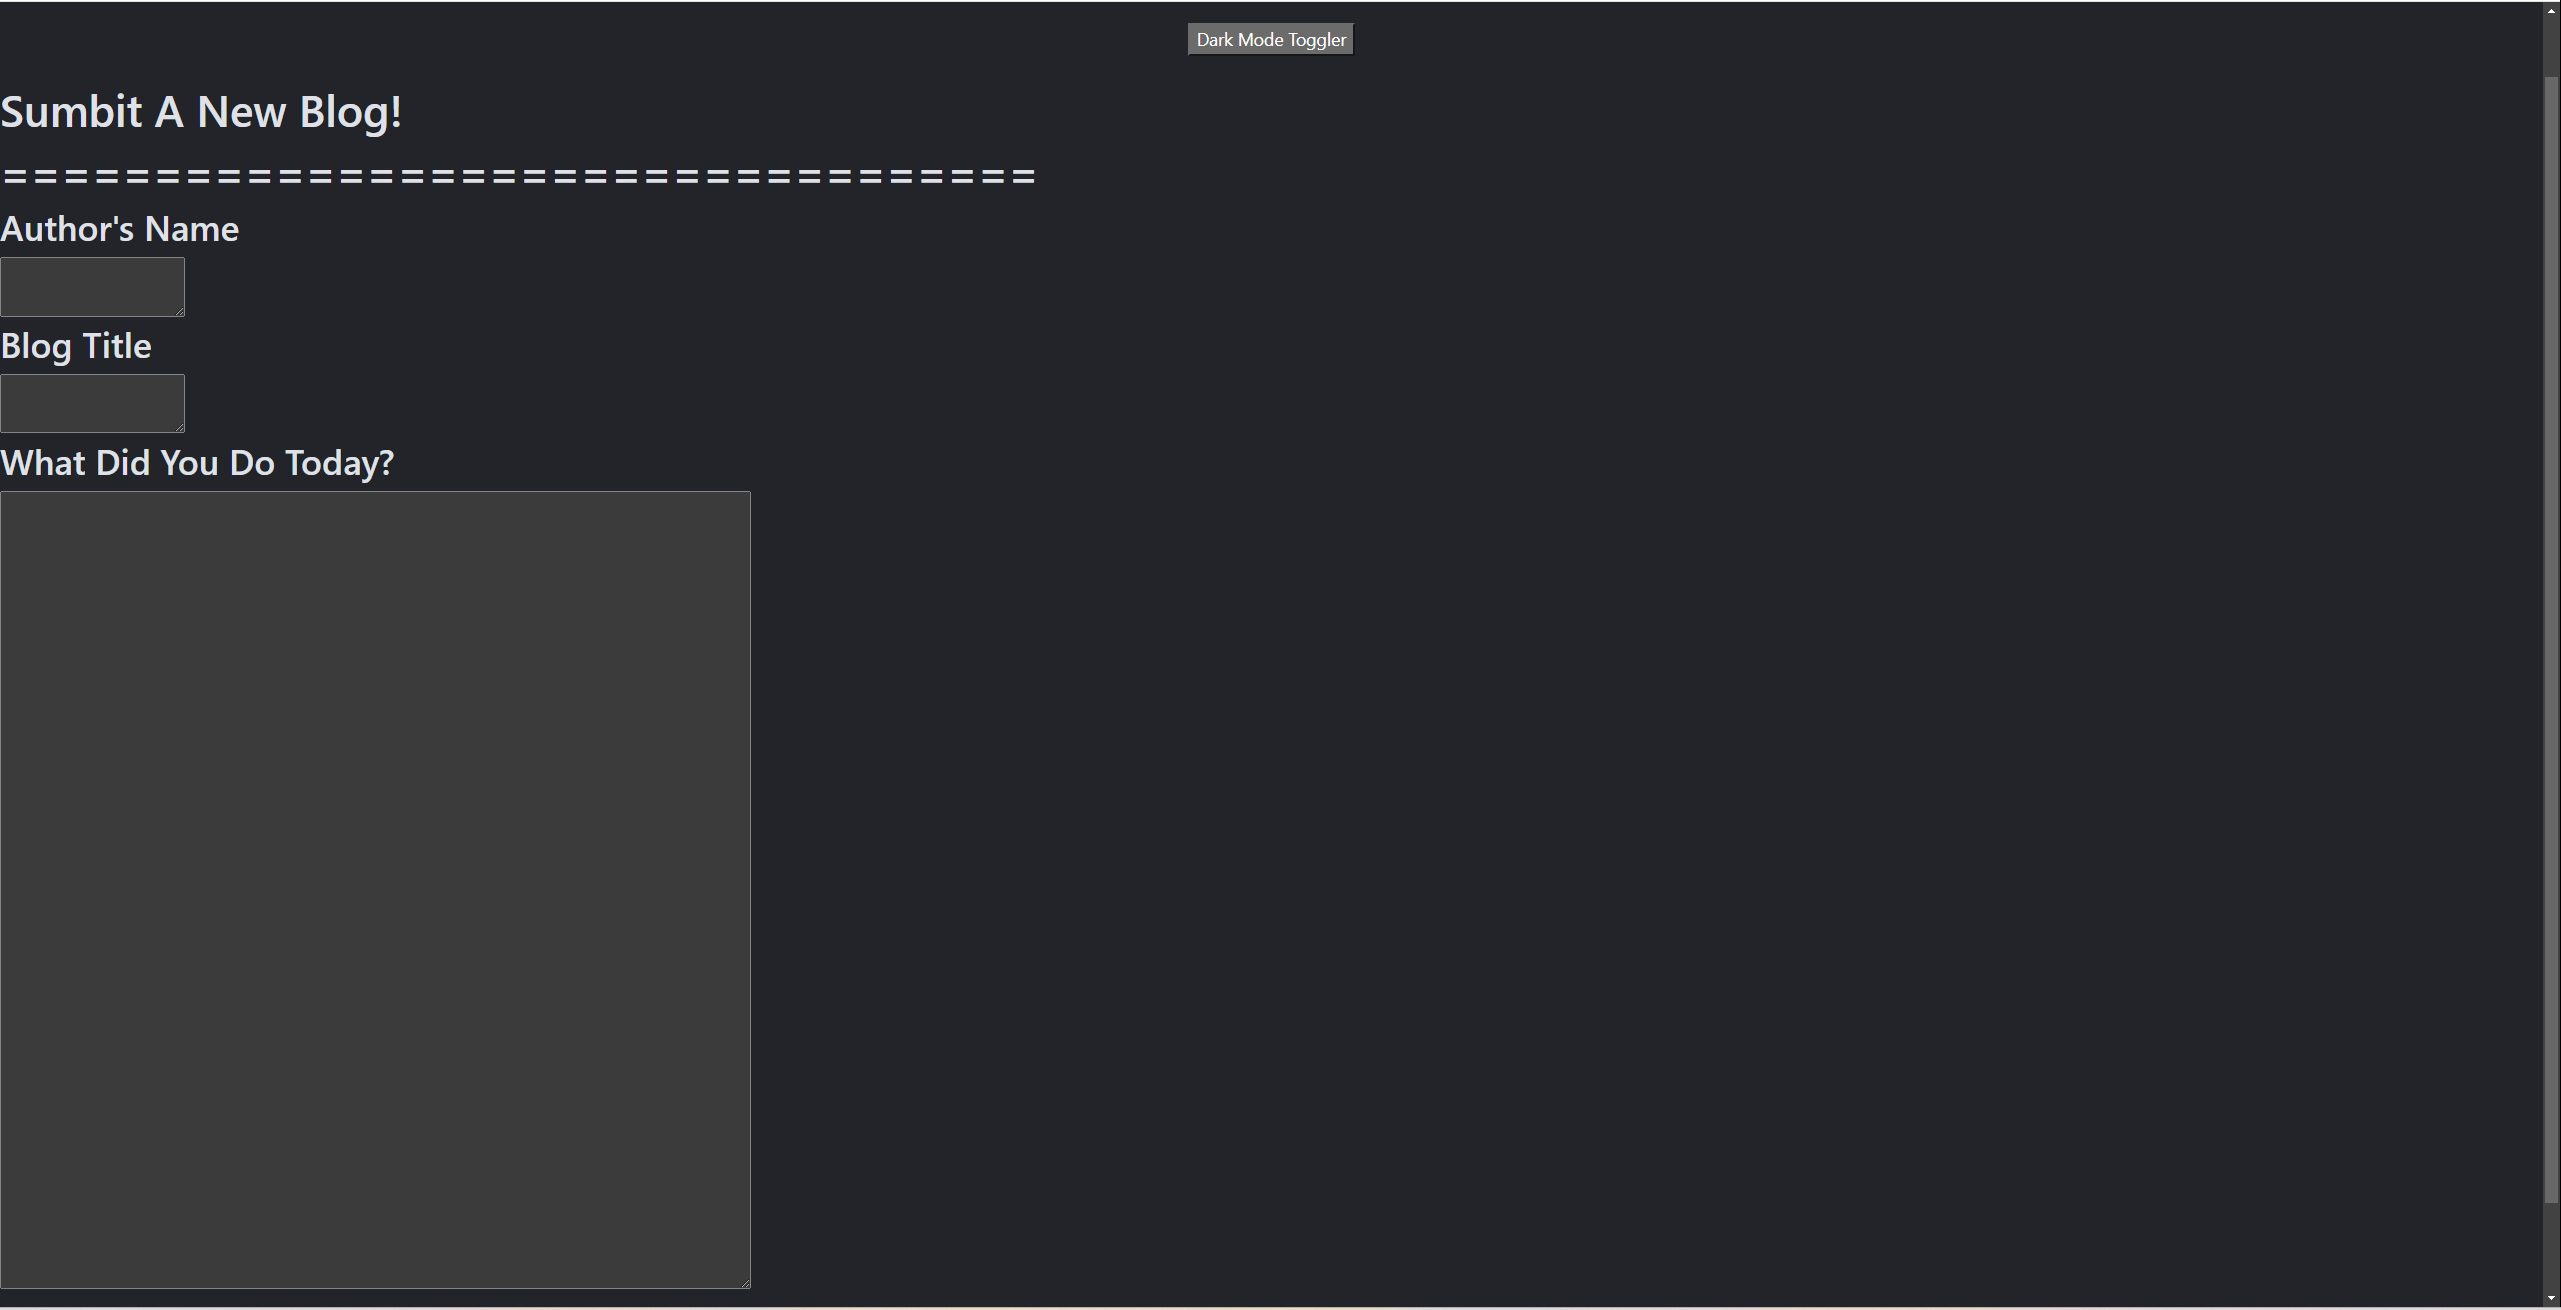 Dark Mode Toggler
Sumbit A New Blog!
==================================
Author's Name
Blog Title
What Did You Do Today?